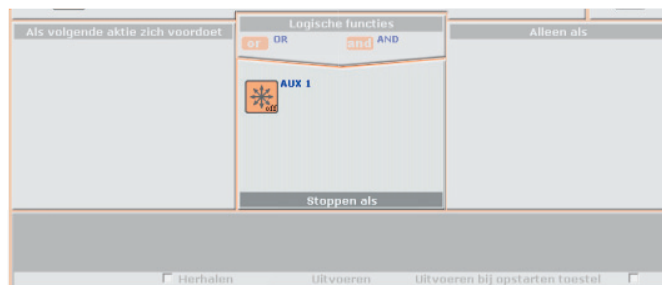 Als volgende aktie zich voordoet
Logische functies
Alleen als
or OR and AND
AUX 1
off
Stoppen als
Herhalen Uitvoeren Uitvoeren bij opstarten toestel